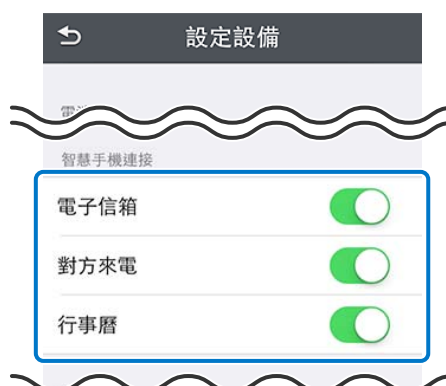 設定設備
智慧手機連接
電子信箱
對方來電
行事曆